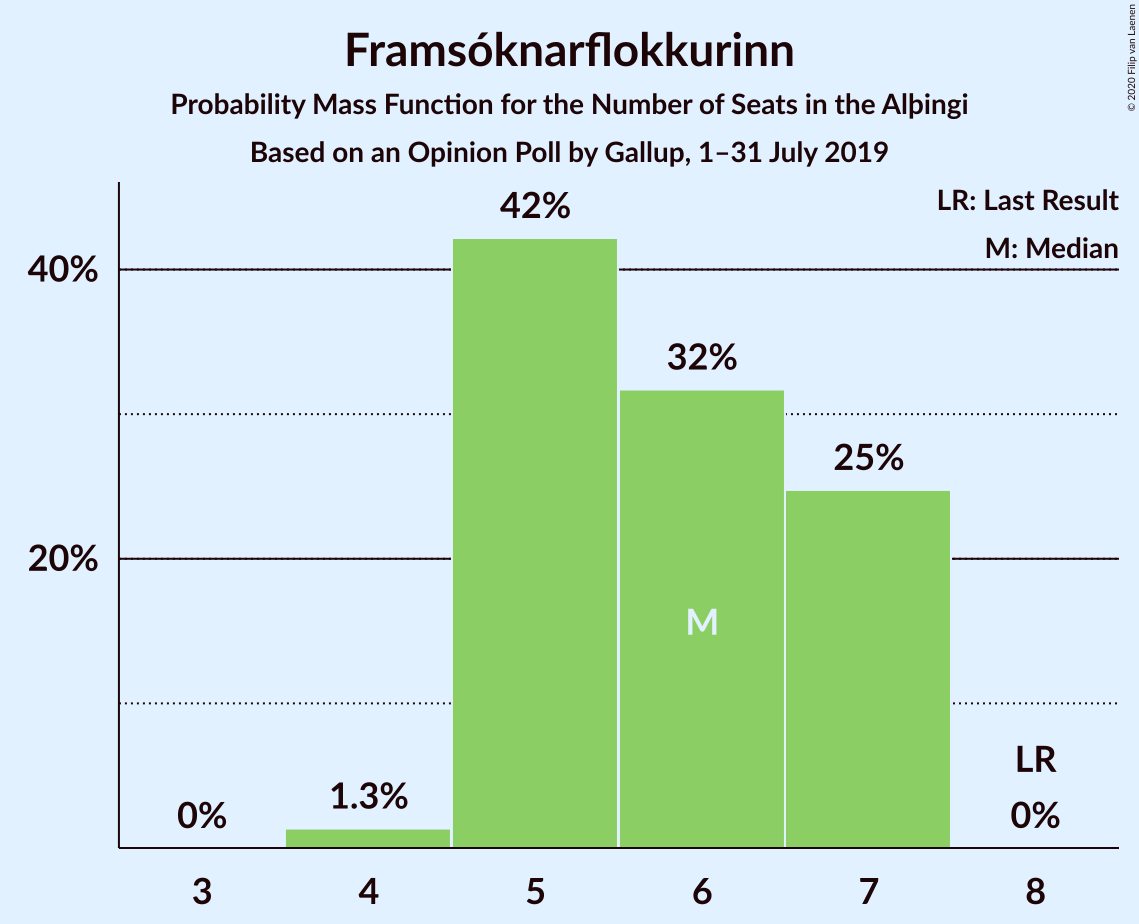 Framsóknarflokkurinn
Probability Mass Function for the Number of Seats in the Alþingi
Based on an Opinion Poll by Gallup, 1–31 July 2019
© 2020 Filip van Laenen
LR: Last Result
M: Median
40%
20%
0%
1.3%
42%
32%
M
25%
LR
0%
3 4 5 6 7 8